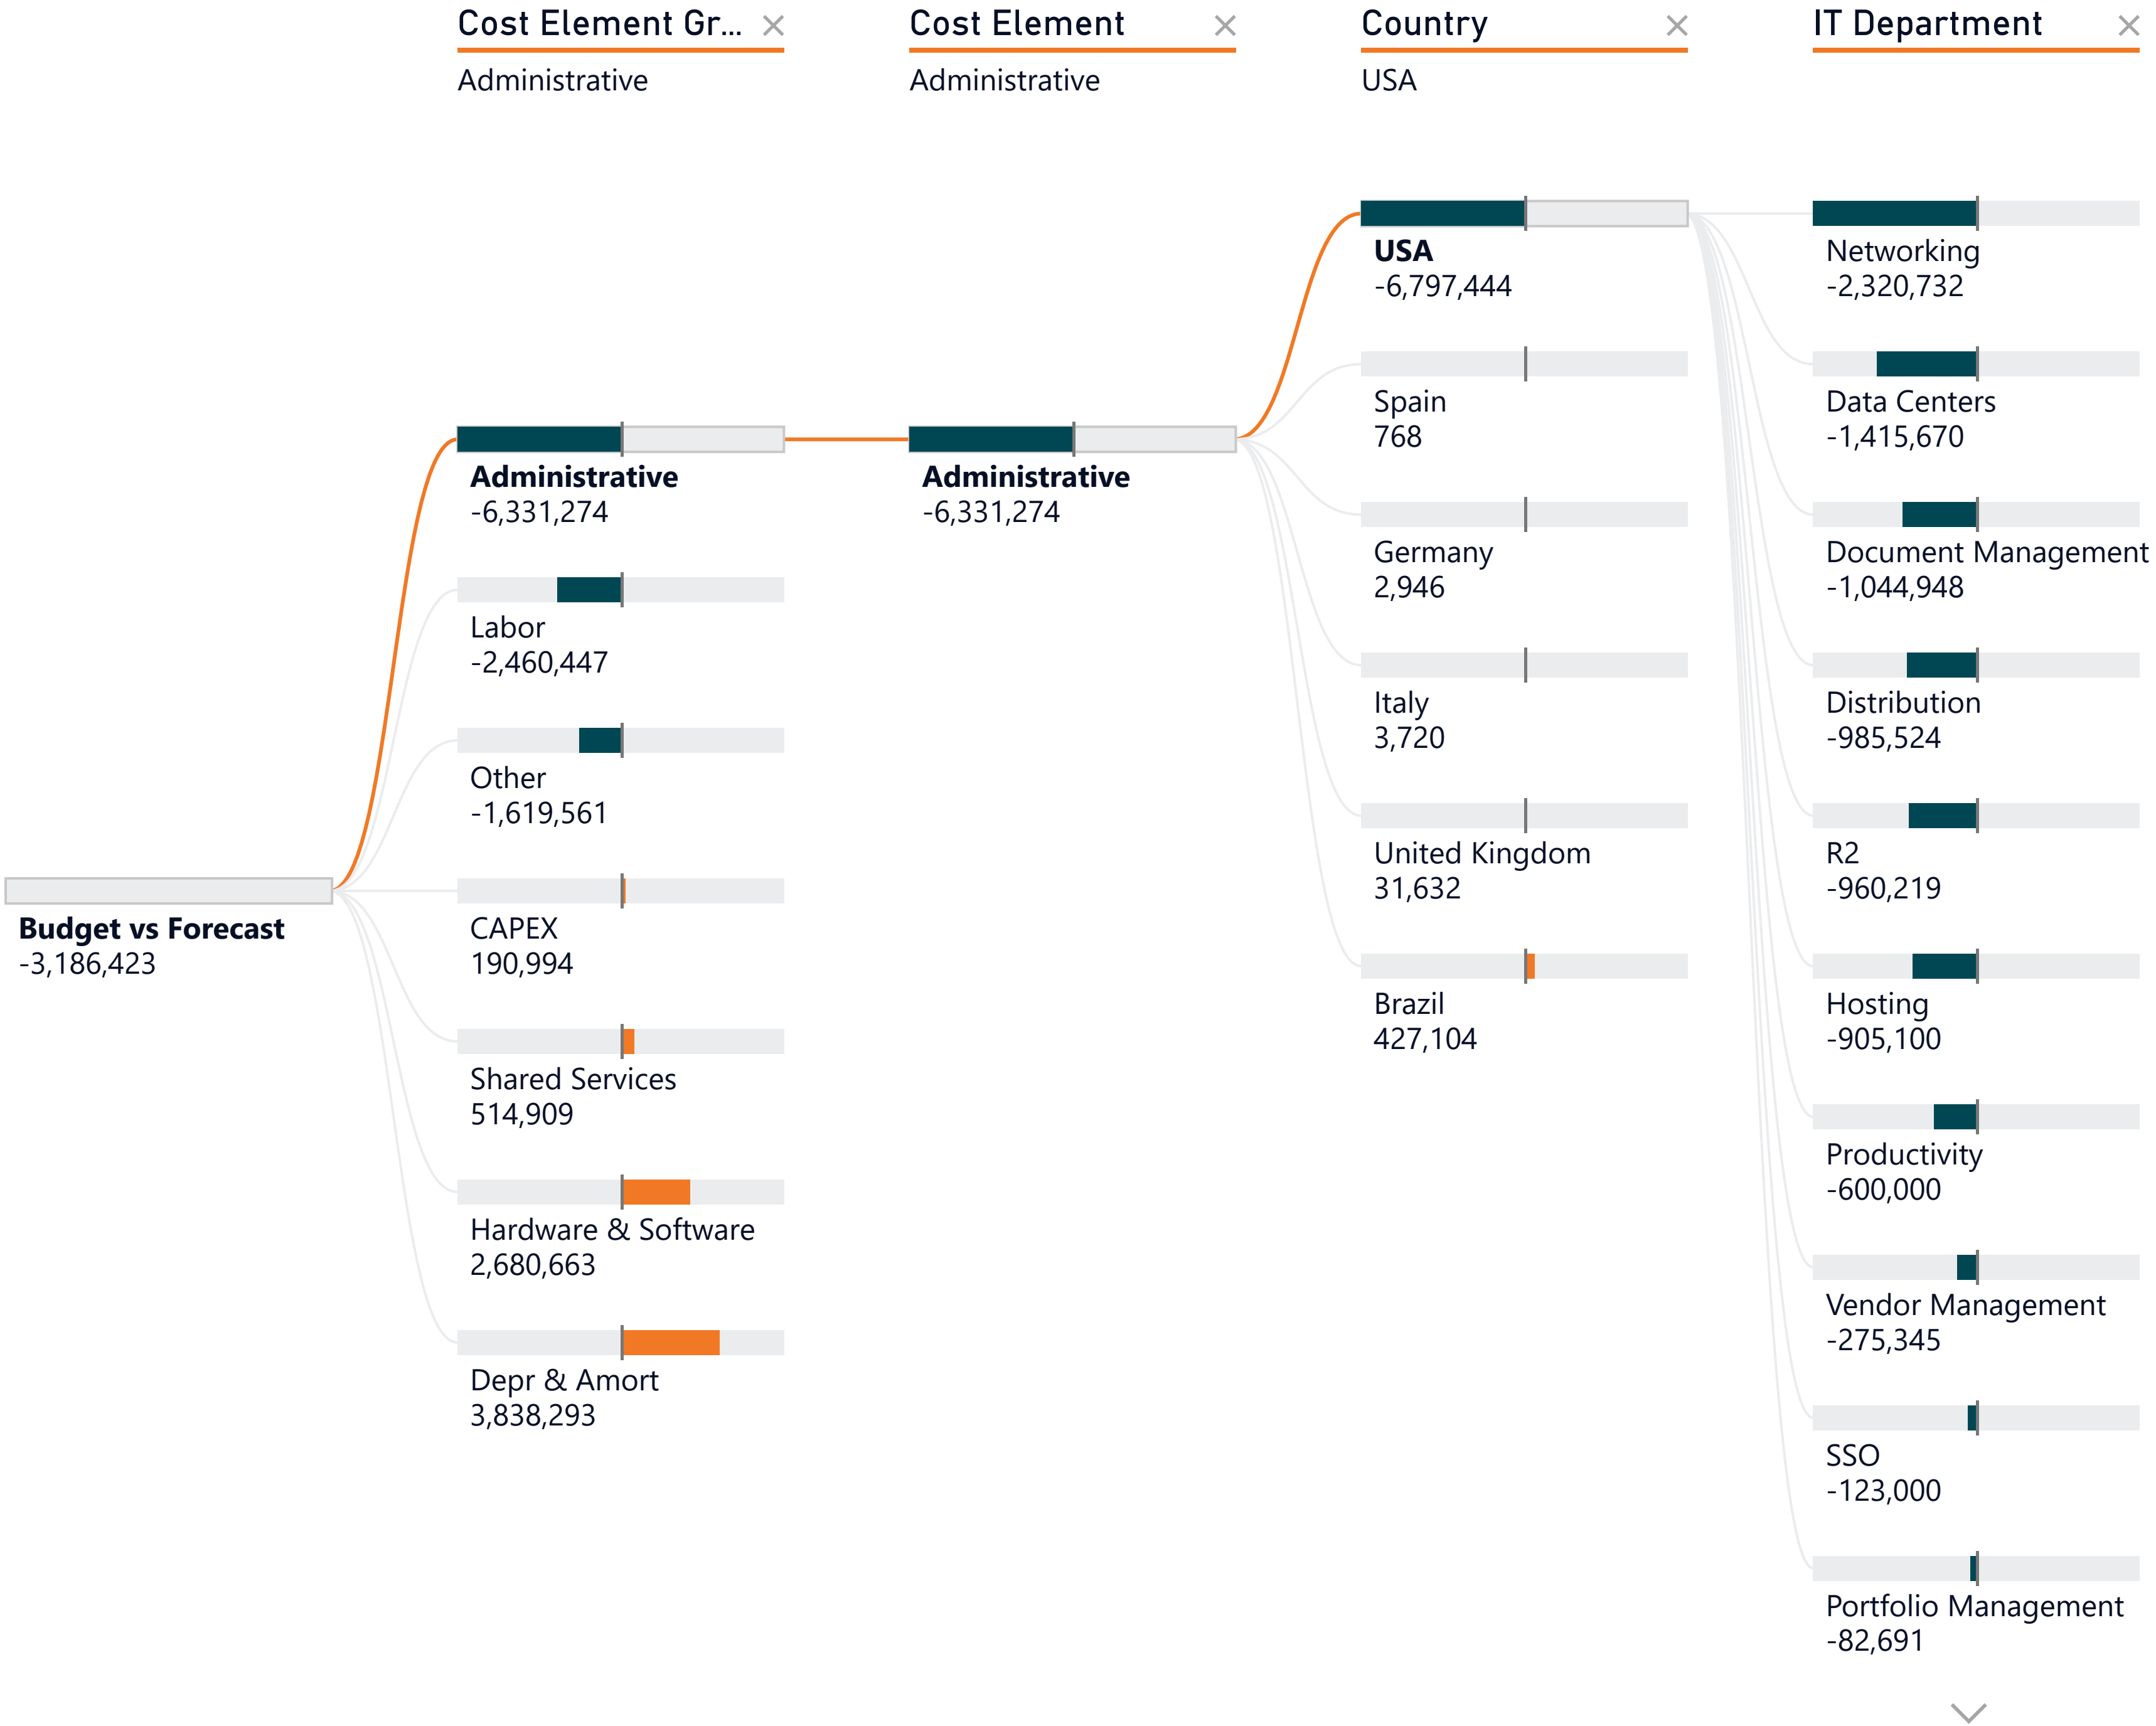 Cost Element Gr...
Administrative
Cost Element
Administrative
Country
USA
IT Department
Budget vs Forecast
-3,186,423
Administrative
-6,331,274
Labor
-2,460,447
Other
-1,619,561
CAPEX
190,994
Shared Services
514,909
Hardware & Software
2,680,663
Depr & Amort
3,838,293
Administrative
-6,331,274
USA
-6,797,444
Spain
768
Germany
2,946
Italy
3,720
United Kingdom
31,632
Brazil
427,104
Networking
-2,320,732
Data Centers
-1,415,670
Document Management
-1,044,948
Distribution
-985,524
R2
-960,219
Hosting
-905,100
Productivity
-600,000
Vendor Management
-275,345
SSO
-123,000
Portfolio Management
-82,691